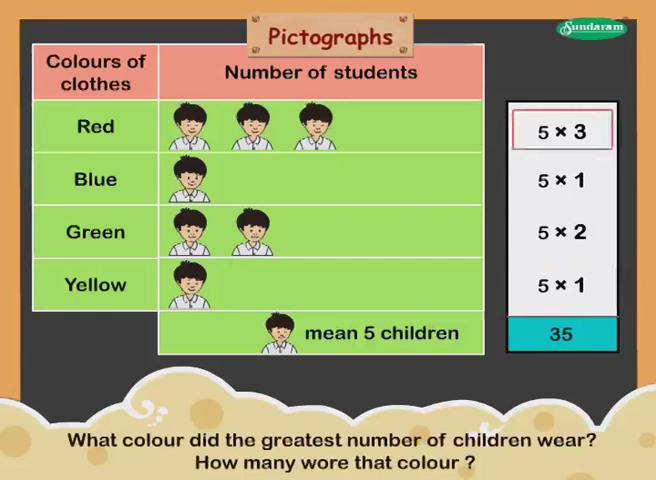 Pictographs
Sundaram
Colours of
clothes
Number of students
Red
5 × 3
Blue
5 × 1
Green
5 × 2
Yellow
5 × 1
mean 5 children
35
What colour did the greatest number of children wear?
How many wore that colour ?